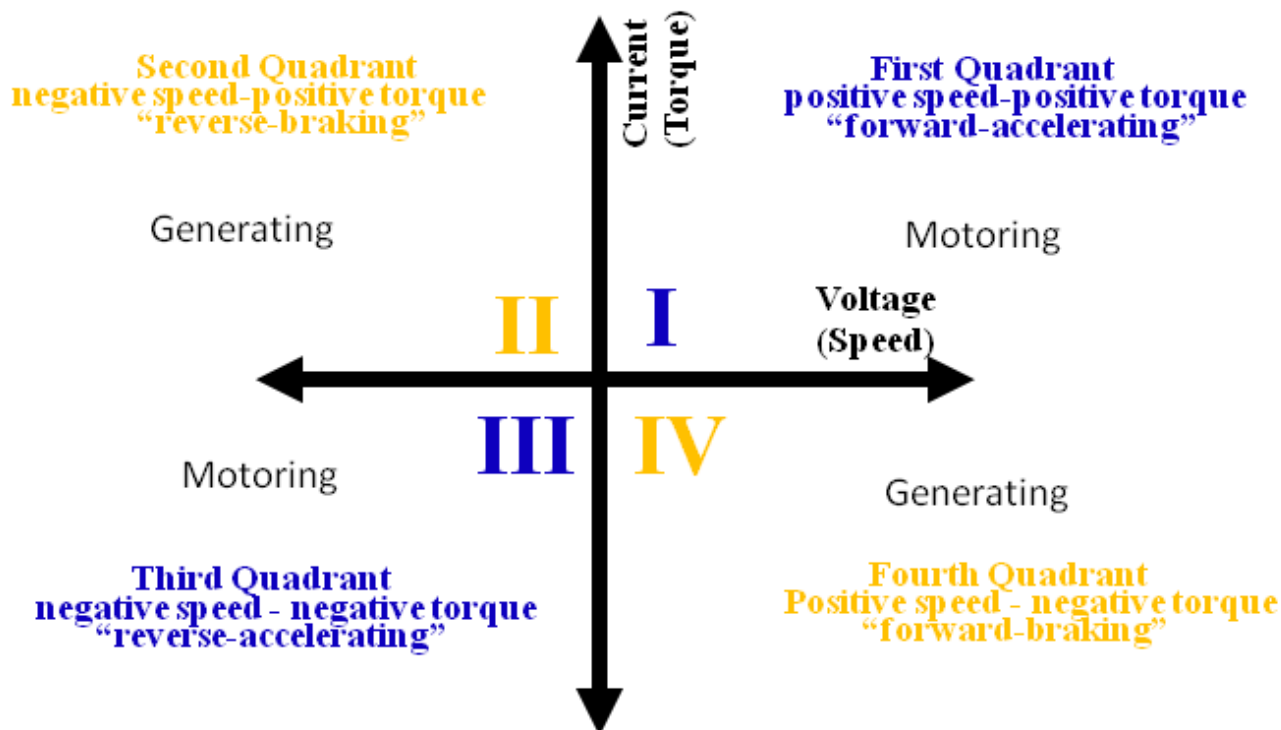 Second Quadrant
negative speed-positive torque
“reverse-braking”
Current
(Torque)
First Quadrant
positive speed-positive torque
“forward-accelerating”
Generating
Motoring
II
I
Voltage
(Speed)
III
IV
Motoring
Generating
Third Quadrant
negative speed - negative torque
“reverse-accelerating”
Fourth Quadrant
Positive speed - negative torque
“forward-braking”